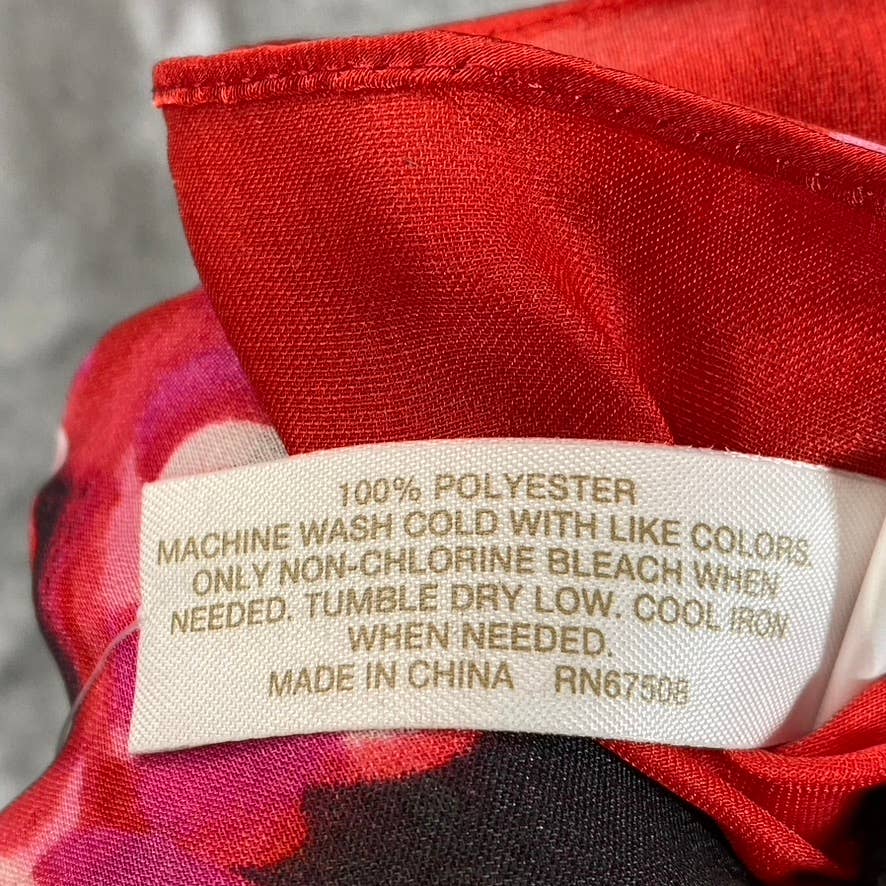 100% POLYESTER
MACHINE WASH COLD WITH LIKE COLORS.
ONLY NON-CHLORINE BLEACH WHEN
NEEDED. TUMBLE DRY LOW. COOL IRON
WHEN NEEDED.
MADE IN CHINA RN67508